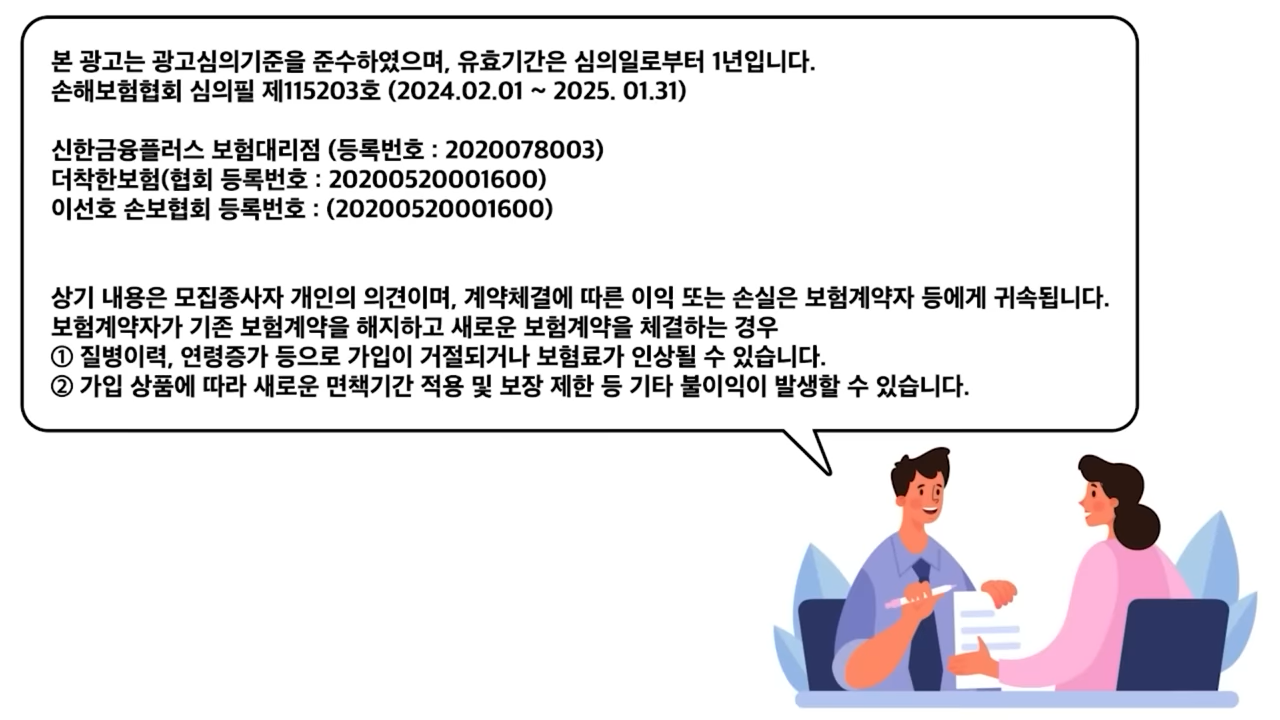 본 광고는 광고심의기준을 준수하였으며, 유효기간은 심의일로부터 1년입니다.
손해보험협회 심의필 제115203호 (2024.02.01 ~ 2025. 01.31)
신한금융플러스 보험대리점 (등록번호 : 2020078003)
더착한보험(협회 등록번호 : 20200520001600)
이선호 손보협회 등록번호 : (20200520001600)
상기 내용은 모집종사자 개인의 의견이며, 계약체결에 따른 이익 또는 손실은 보험계약자 등에게 귀속됩니다.
보험계약자가 기존 보험계약을 해지하고 새로운 보험계약을 체결하는 경우
① 질병이력, 연령증가 등으로 가입이 거절되거나 보험료가 인상될 수 있습니다.
② 가입 상품에 따라 새로운 면책기간 적용 및 보장 제한 등 기타 불이익이 발생할 수 있습니다.